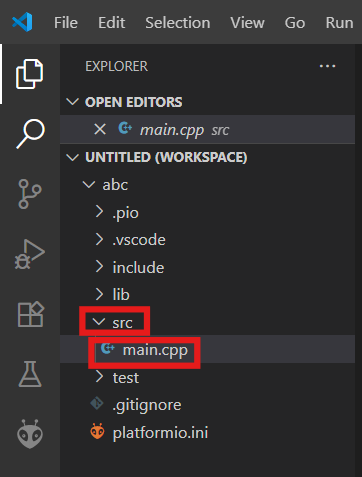 File Edit Selection View Go Run
EXPLORER
OPEN EDITORS
main.cpp src
UNTITLED (WORKSPACE)
abc
.pio
.vscode
include
lib
src
main.cpp
test
.gitignore
platformio.ini